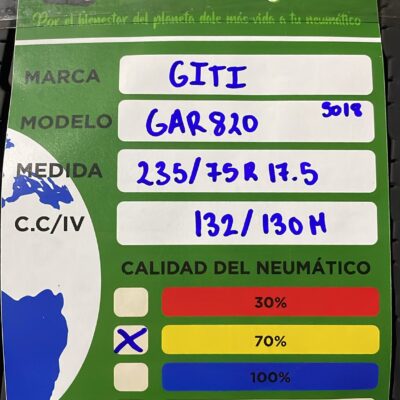 Por el bienestar del planeta dale más vida a tu neumático
MARCA GITI
MODELO GAR820 5018
MEDIDA 235/75R 17.5
C.C/IV 132/130M
CALIDAD DEL NEUMÁTICO
30%
X 70%
100%